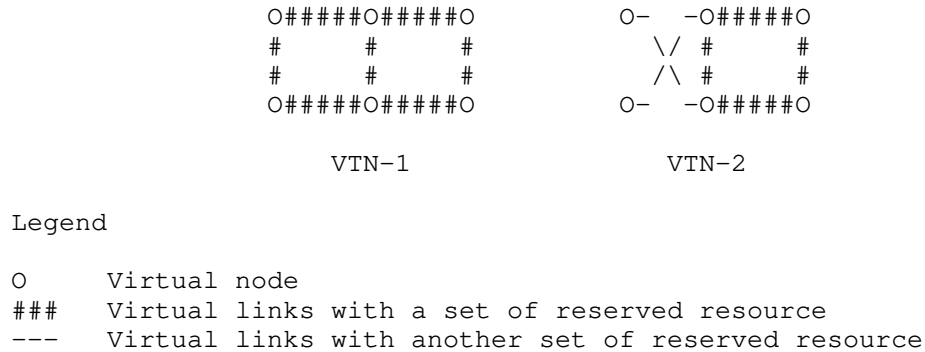 O#####O#####O          O-  -O#####O
#     #     #            \/ #     #
#     #     #            /\ #     #
O#####O#####O          O-  -O#####O
VTN-1                VTN-2
Legend
O     Virtual node
###   Virtual links with a set of reserved resource
---   Virtual links with another set of reserved resource